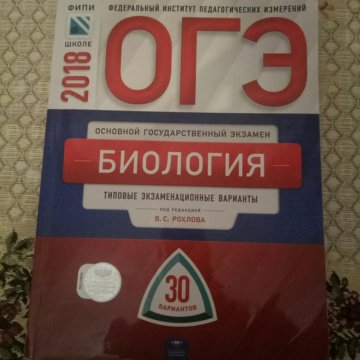 ФИПИ
ШКОЛЕ
2018
ФЕДЕРАЛЬНЫЙ ИНСТИТУТ ПЕДАГОГИЧЕСКИХ ИЗМЕРЕНИЙ
ОГЭ
ОСНОВНОЙ ГОСУДАРСТВЕННЫЙ ЭКЗАМЕН
БИОЛОГИЯ
ТИПОВЫЕ ЭКЗАМЕНАЦИОННЫЕ ВАРИАНТЫ
ПОД РЕДАКЦИЕЙ
В. С. РОХЛОВА
30
ВАРИАНТОВ